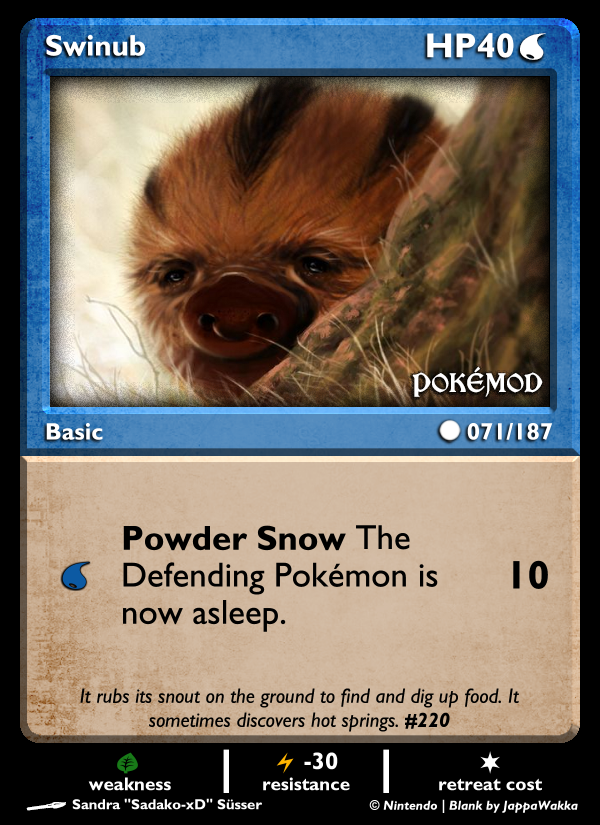 Swinub HP40
POKÉMOD
Basic 071/187
Powder Snow The
Defending Pokémon is
now asleep.
10
It rubs its snout on the ground to find and dig up food. It
sometimes discovers hot springs. #220
-30
weakness resistance retreat cost
Sandra "Sadako-xD" Süsser © Nintendo | Blank by JappaWakka